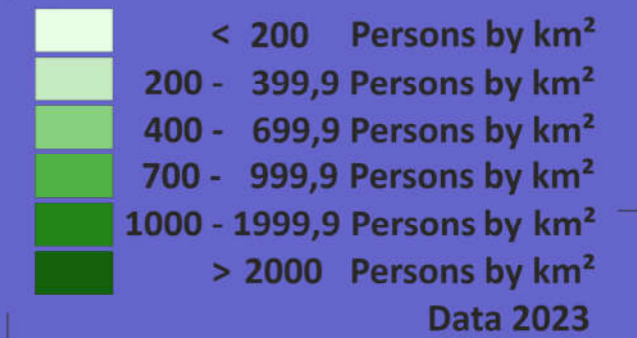 < 200 Persons by km²
200 - 399,9 Persons by km²
400 - 699,9 Persons by km²
700 - 999,9 Persons by km²
1000 - 1999,9 Persons by km²
> 2000 Persons by km²
Data 2023